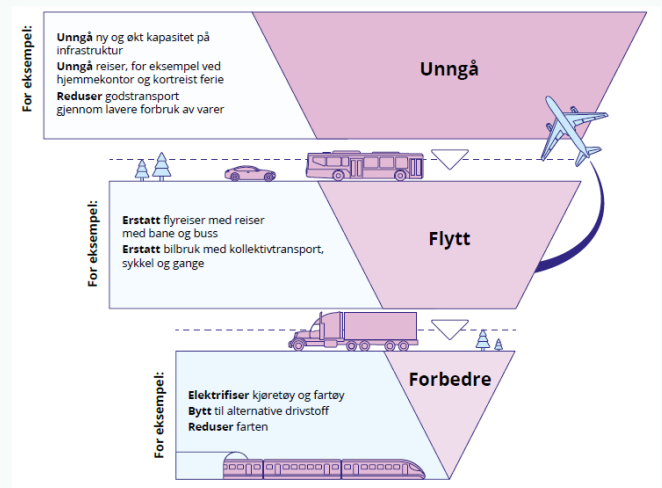 For eksempel:
Unngå ny og økt kapasitet på
infrastruktur
Unngå reiser, for eksempel ved
hjemmekontor og kortreist ferie
Reduser godstransport
gjennom lavere forbruk av varer
Unngå
For eksempel:
Erstatt flyreiser med reiser
med bane og buss
Erstatt bilbruk med kollektivtransport,
sykkel og gange
Flytt
For eksempel:
Elektrifiser kjøretøy og fartøy
Bytt til alternative drivstoff
Reduser farten
Forbedre